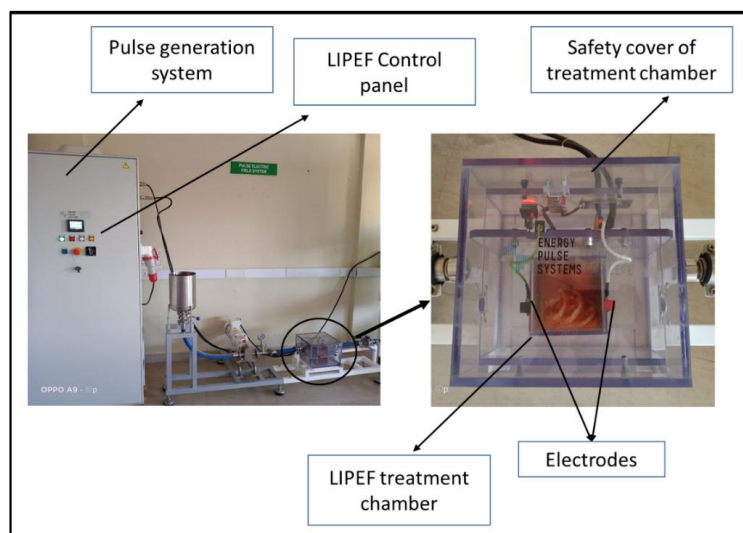 Pulse generation
system
LIPEF Control
panel
Safety cover of
treatment chamber
PULSE ELECTRIC
FIELD SYSTEM
ENERGY
PULSE
SYSTEMS
OPPO A9
LIPEF treatment
chamber
Electrodes